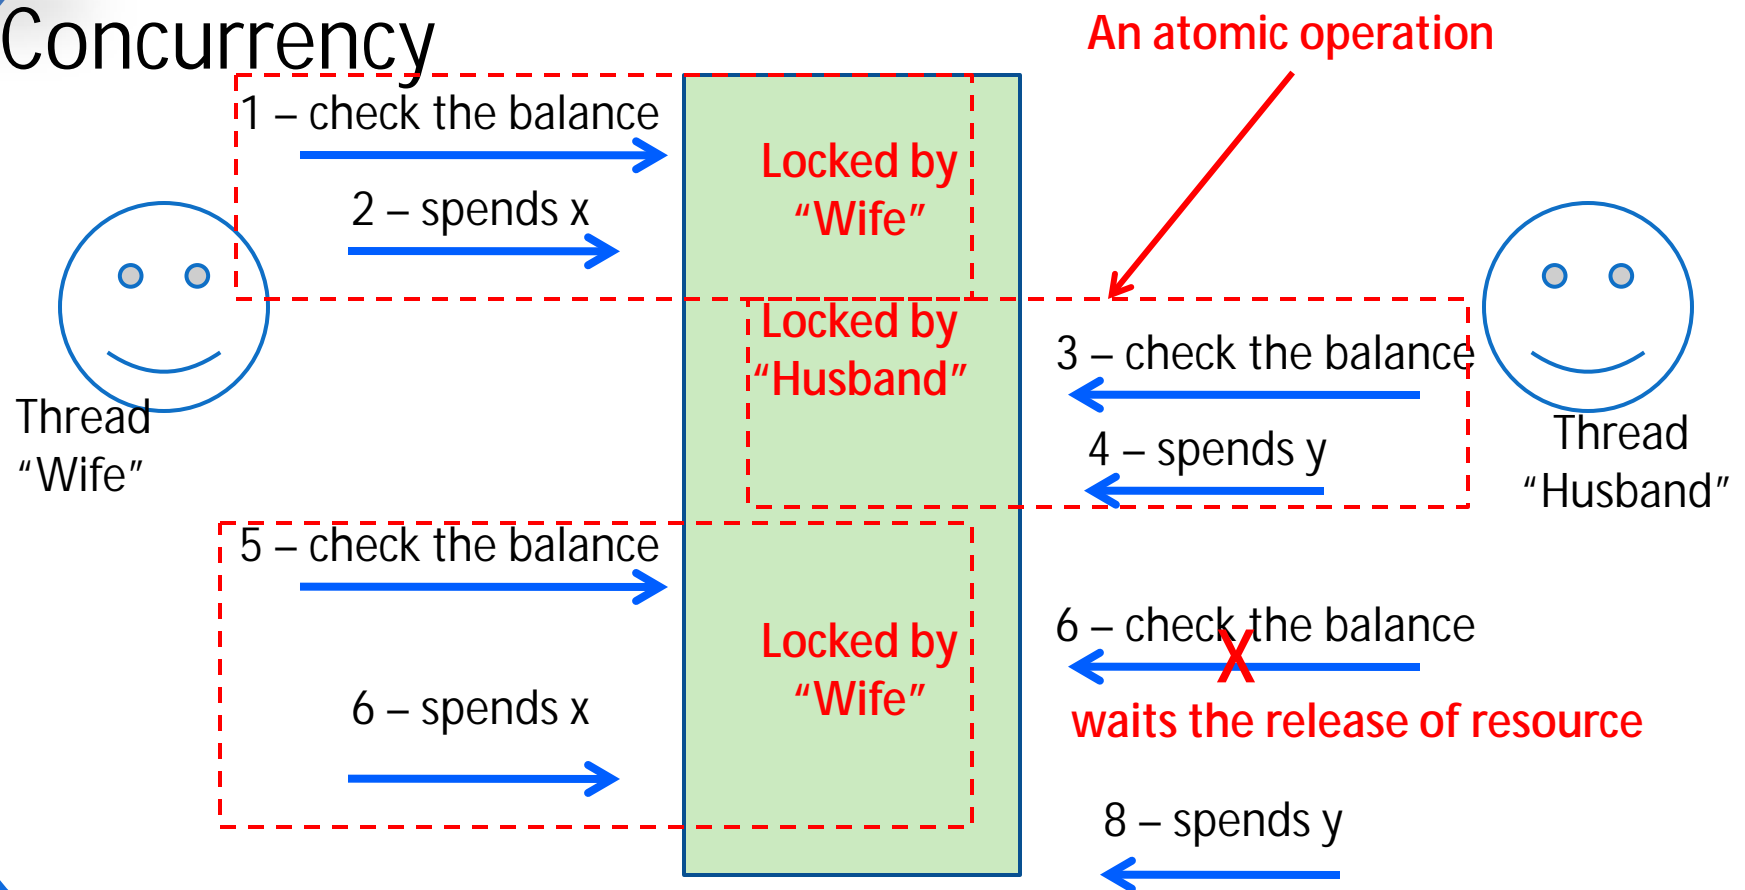 Concurrency
An atomic operation
1 – check the balance
2 – spends x
Locked by
“Wife”
Locked by
“Husband”
3 – check the balance
4 – spends y
Thread
“Wife”
Thread
“Husband”
5 – check the balance
6 – spends x
Locked by
“Wife”
6 – check the balance
X
waits the release of resource
8 – spends y